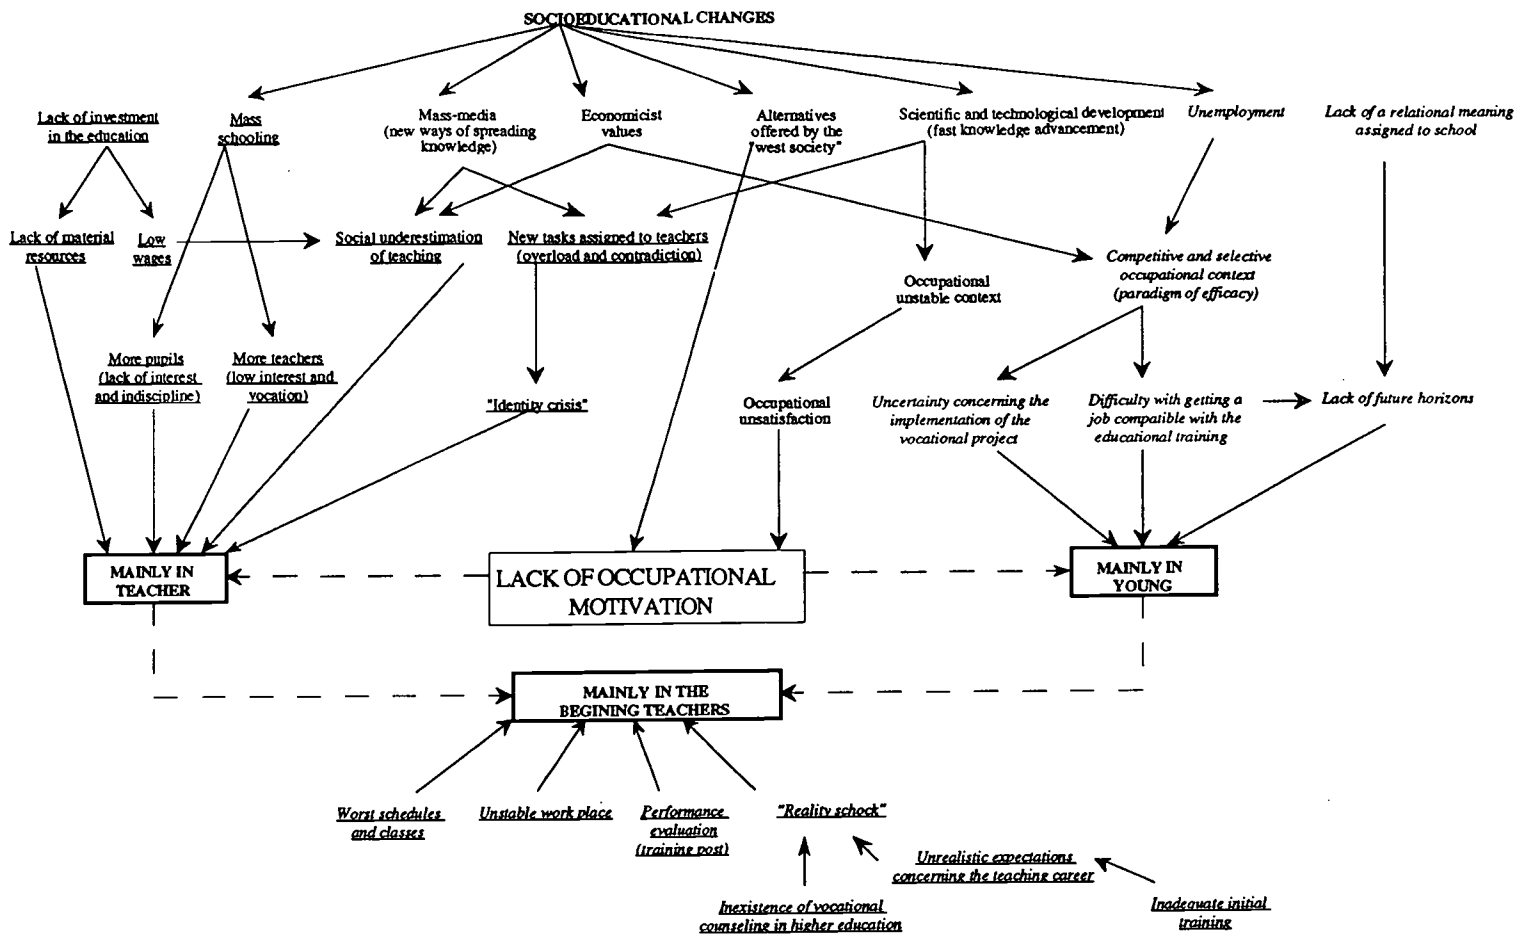 SOCIOEDUCATIONAL CHANGES
Lack of investment
in the education
Mass
schooling
Mass-media
(new ways of spreading
knowledge)
Economicist
values
Alternatives
offered by the
"west society"
Scientific and technological development
(fast knowledge advancement)
Unemployment
Lack of a relational meaning
assigned to school
Lack of material
resources
Low
wages
Social underestimation
of teaching
New tasks assigned to teachers
(overload and contradiction)
Occupational
unstable context
Competitive and selective
occupational context
(paradigm of efficacy)
More pupils
(lack of interest
and indiscipline)
More teachers
(low interest and
vocation)
"Identity crisis"
Occupational
unsatisfaction
Uncertainty concerning the
implementation of the
vocational project
Difficulty with getting a
job compatible with the
educational training
Lack of future horizons
MAINLY IN
TEACHER
LACK OF OCCUPATIONAL
MOTIVATION
MAINLY IN
YOUNG
MAINLY IN THE
BEGINING TEACHERS
Worst schedules
and classes
Unstable work place
Performance
evaluation
(training post)
"Reality schock"
Unrealistic expectations
concerning the teaching career
Inexistence of vocational
counseling in higher education
Inadequate initial
training